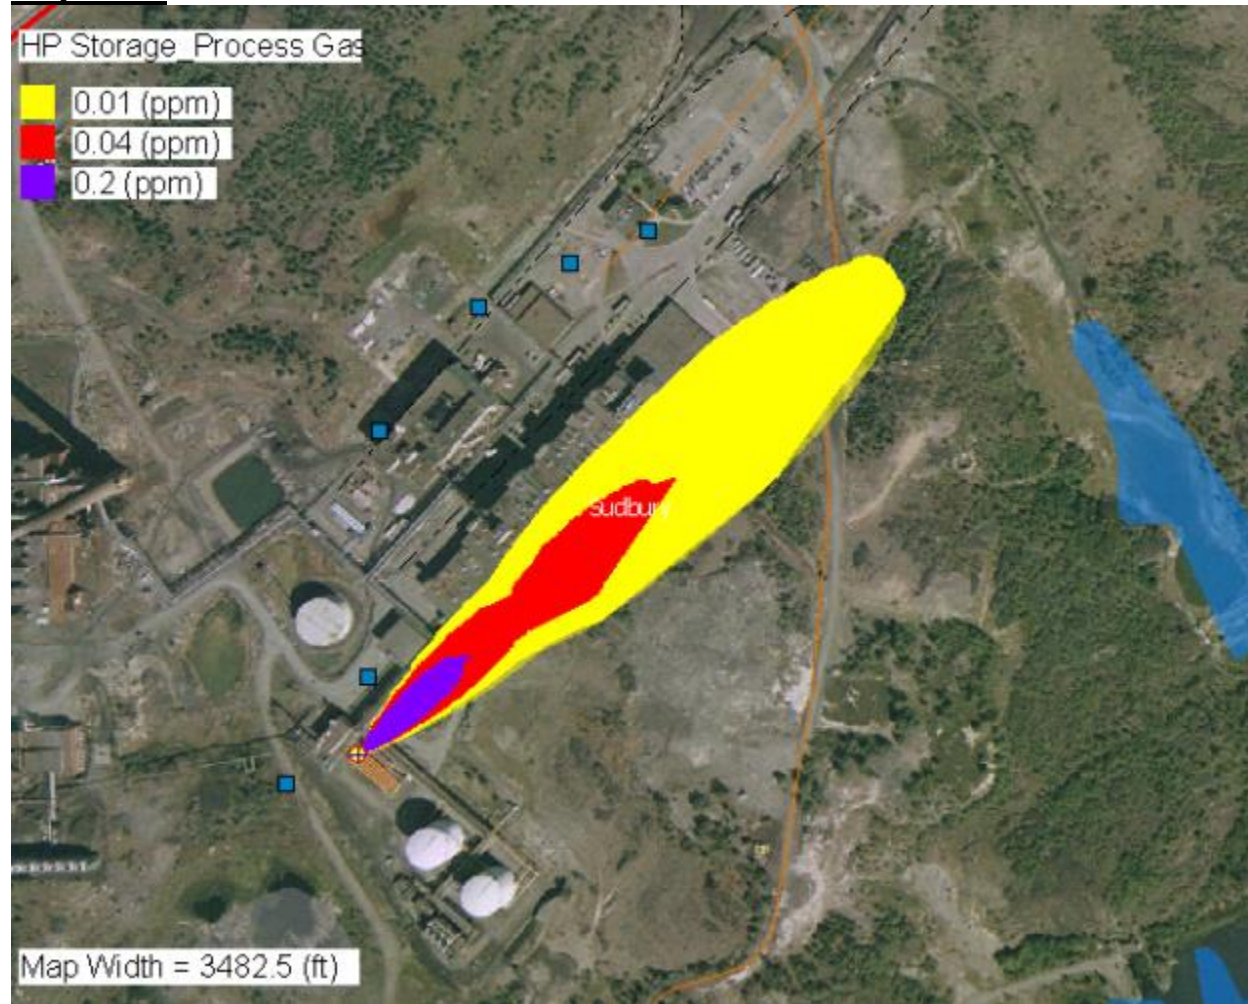 HP Storage_Process Gas
0.01 (ppm)
0.04 (ppm)
0.2 (ppm)
Sudbury
Map Width = 3482.5 (ft)